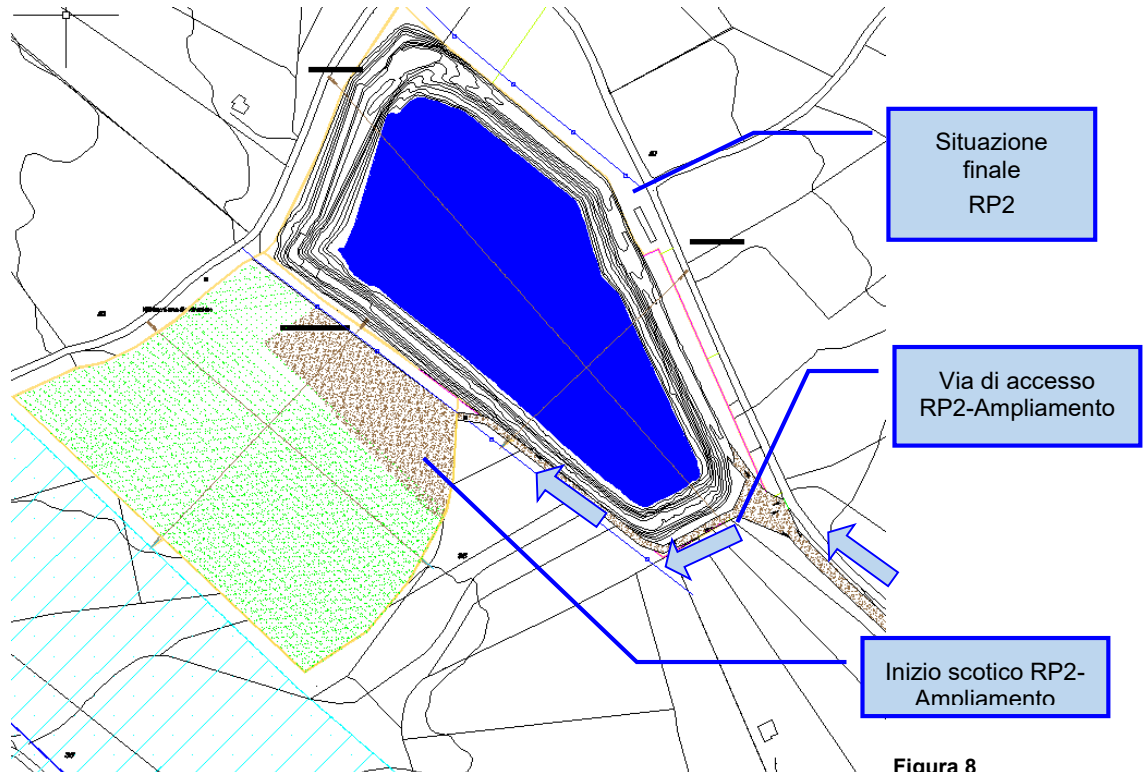 Situazione
finale
RP2
Via di accesso
RP2-Ampliamento
Inizio scotico RP2-
Ampliamento
Figura 8